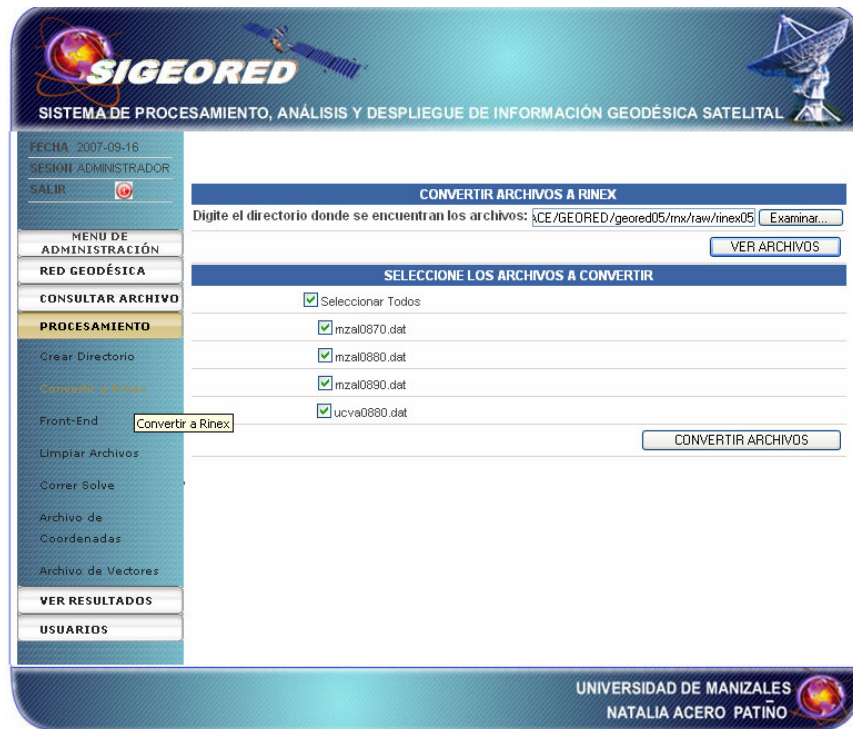 SIGEORED
SISTEMA DE PROCESAMIENTO, ANÁLISIS Y DESPLIEGUE DE INFORMACIÓN GEODÉSICA SATELITAL
FECHA 2007-09-16
SESION ADMINISTRADOR
SALIR
MENU DE
ADMINISTRACIÓN
RED GEODÉSICA
CONSULTAR ARCHIVO
PROCESAMIENTO
Crear Directorio
Convertir a Rinex
Front-End
Convertir a Rinex
Limpiar Archivos
Correr Solve
Archivo de
Coordenadas
Archivo de Vectores
VER RESULTADOS
USUARIOS
CONVERTIR ARCHIVOS A RINEX
Digite el directorio donde se encuentran los archivos: ACE/GEORED/geored05/rnx/raw/rinex05 Examinar...
VER ARCHIVOS
SELECCIONE LOS ARCHIVOS A CONVERTIR
Seleccionar Todos
mzal0870.dat
mzal0880.dat
mzal0890.dat
ucva0880.dat
CONVERTIR ARCHIVOS
UNIVERSIDAD DE MANIZALES
NATALIA ACERO PATIÑO